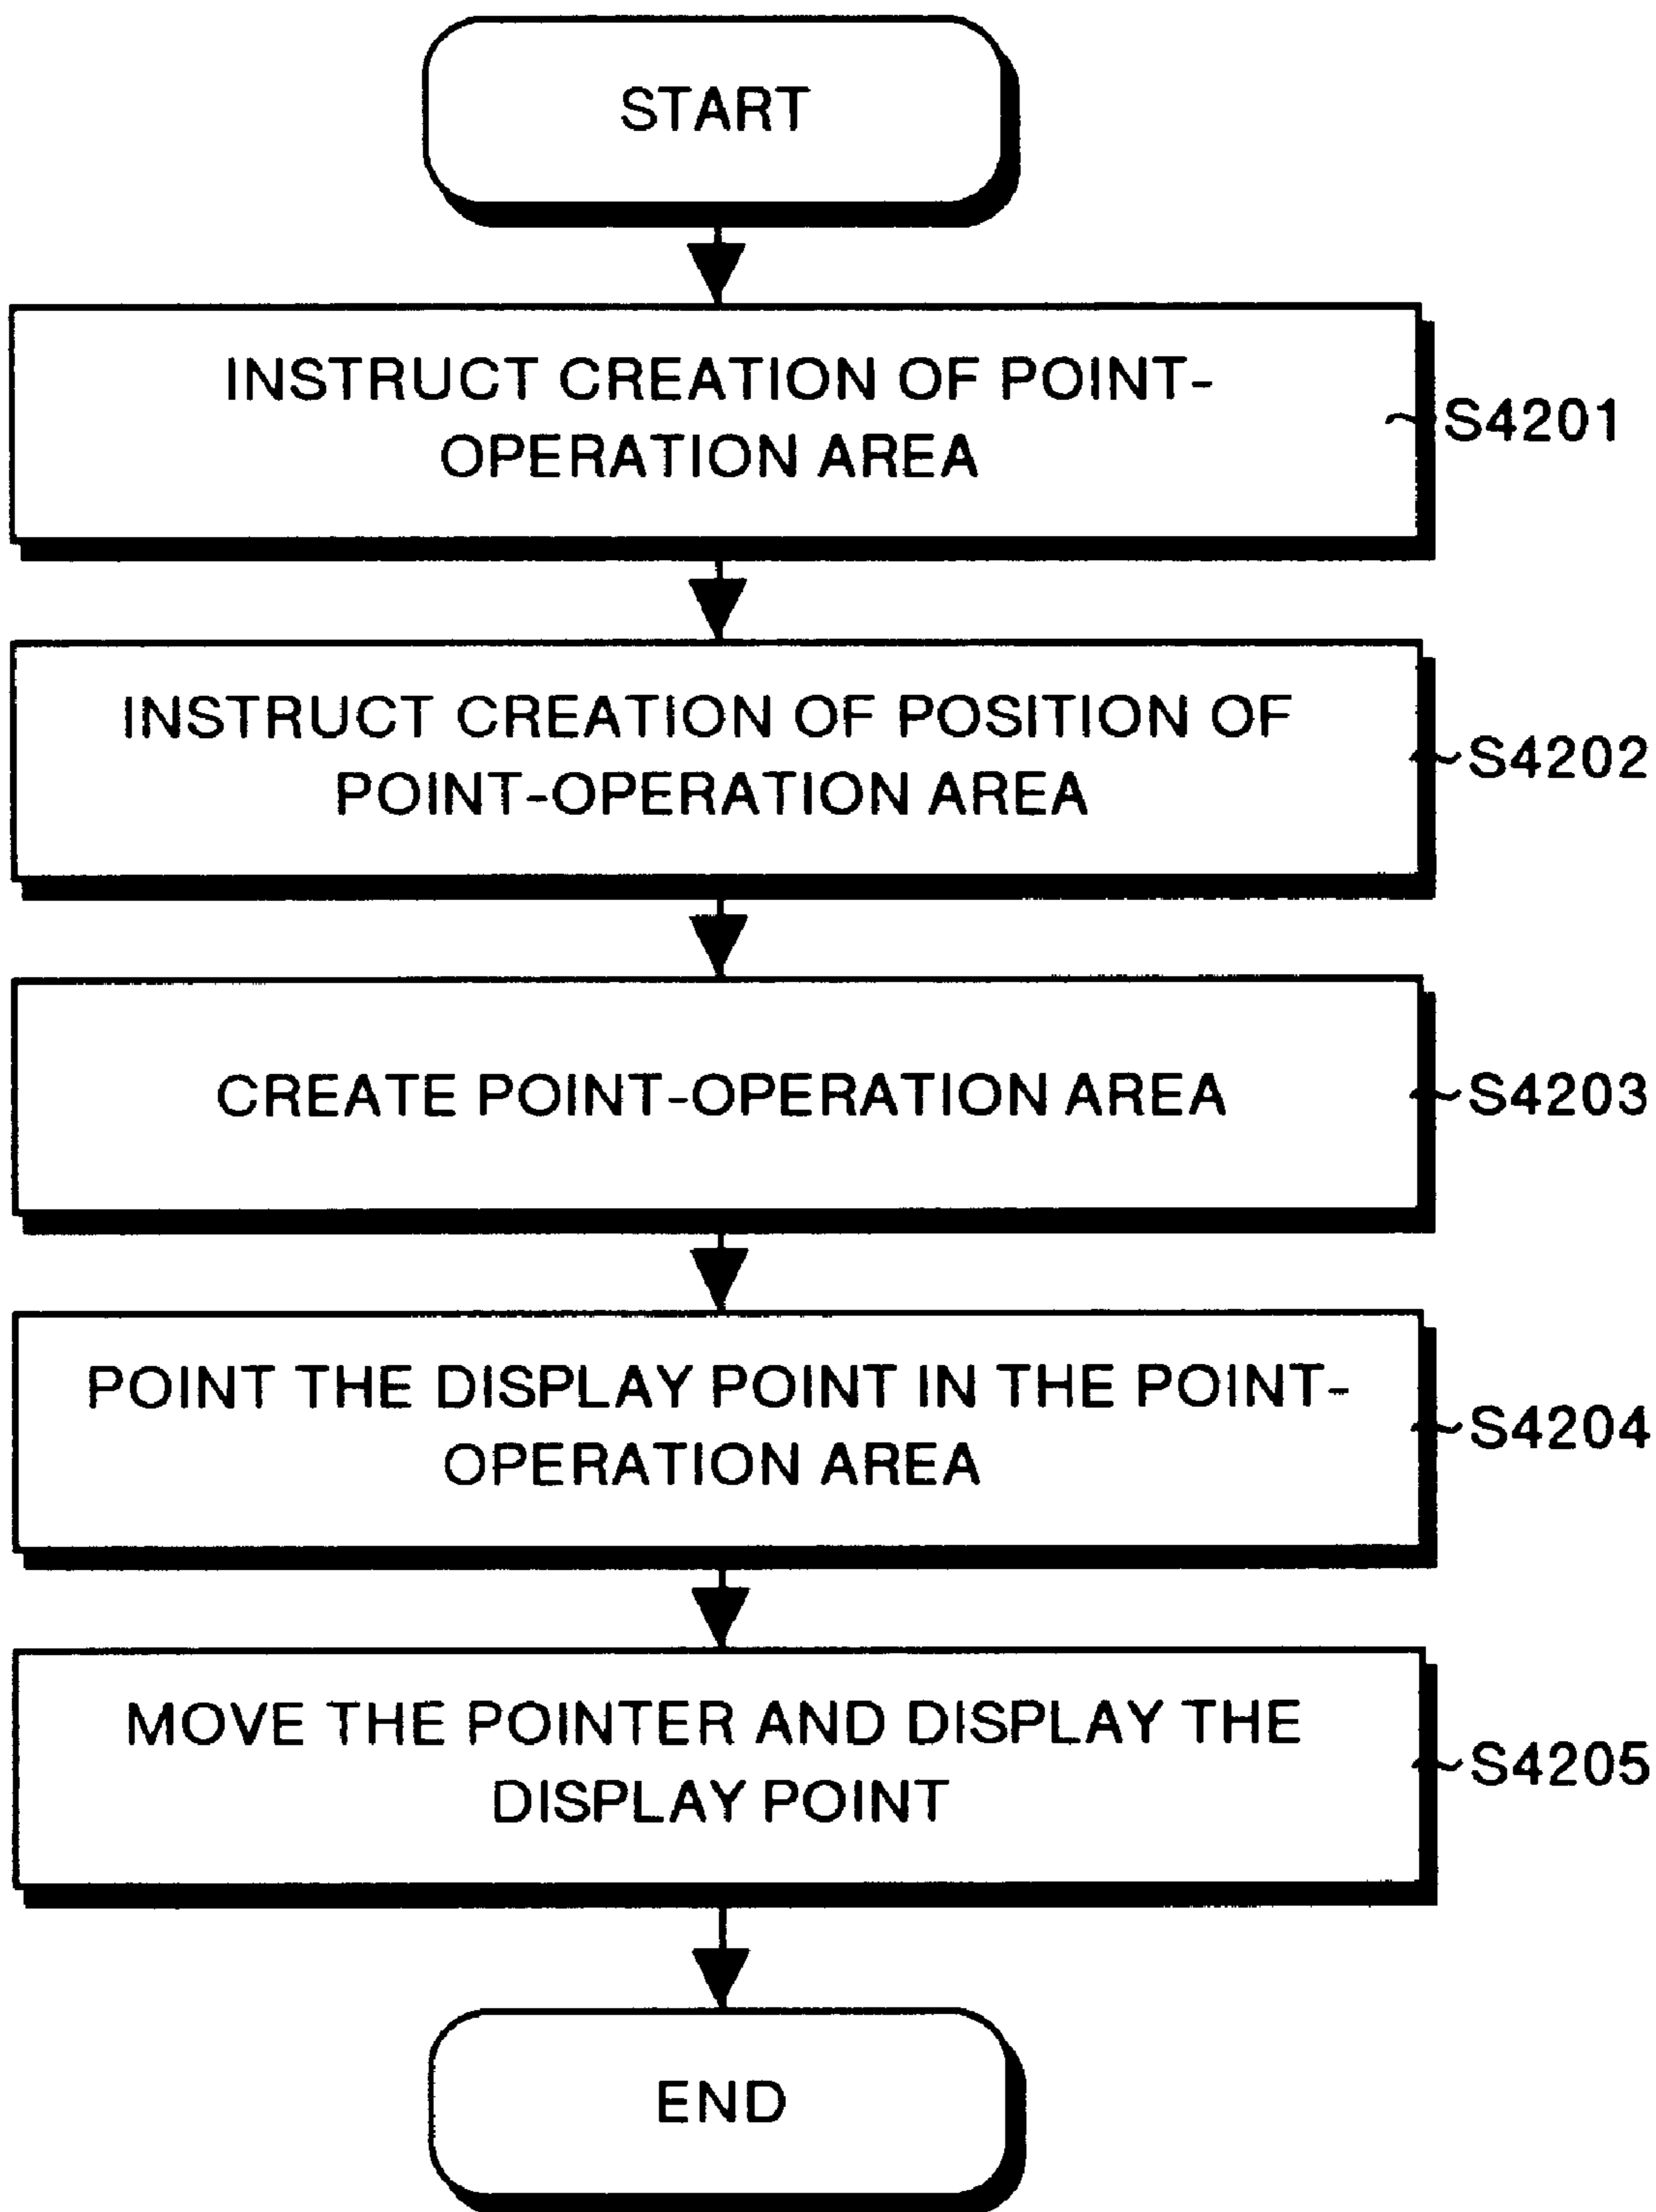 START
INSTRUCT CREATION OF POINT-
OPERATION AREA
S4201
INSTRUCT CREATION OF POSITION OF
POINT-OPERATION AREA
S4202
CREATE POINT-OPERATION AREA
S4203
POINT THE DISPLAY POINT IN THE POINT-
OPERATION AREA
S4204
MOVE THE POINTER AND DISPLAY THE
DISPLAY POINT
S4205
END